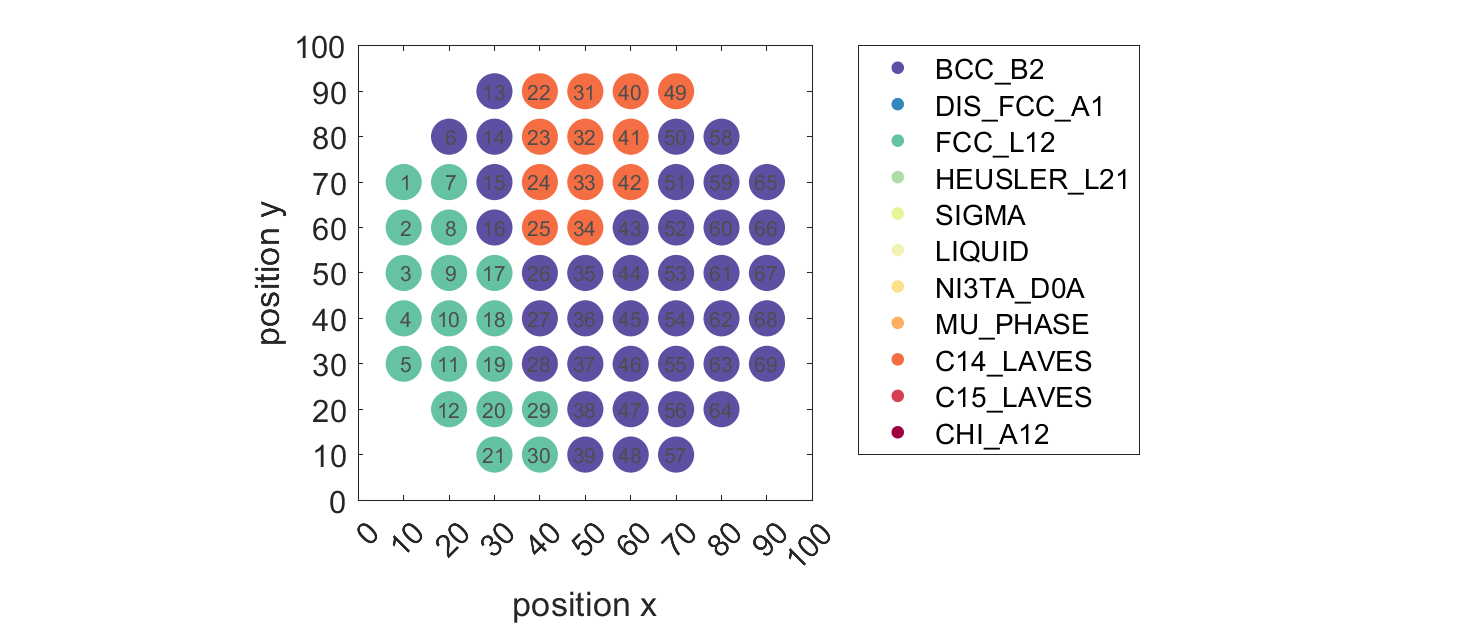 100
90
80
70
60
50
40
30
20
10
0
position y
13 22 31 40 49
6 14 23 32 41 50 58
1 7 15 24 33 42 51 59 65
2 8 16 25 34 43 52 60 66
3 9 17 26 35 44 53 61 67
4 10 18 27 36 45 54 62 68
5 11 19 28 37 46 55 63 69
12 20 29 38 47 56 64
21 30 39 48 57
0 10 20 30 40 50 60 70 80 90 100
position x
BCC_B2
DIS_FCC_A1
FCC_L12
HEUSLER_L21
SIGMA
LIQUID
NI3TA_D0A
MU_PHASE
C14_LAVES
C15_LAVES
CHI_A12